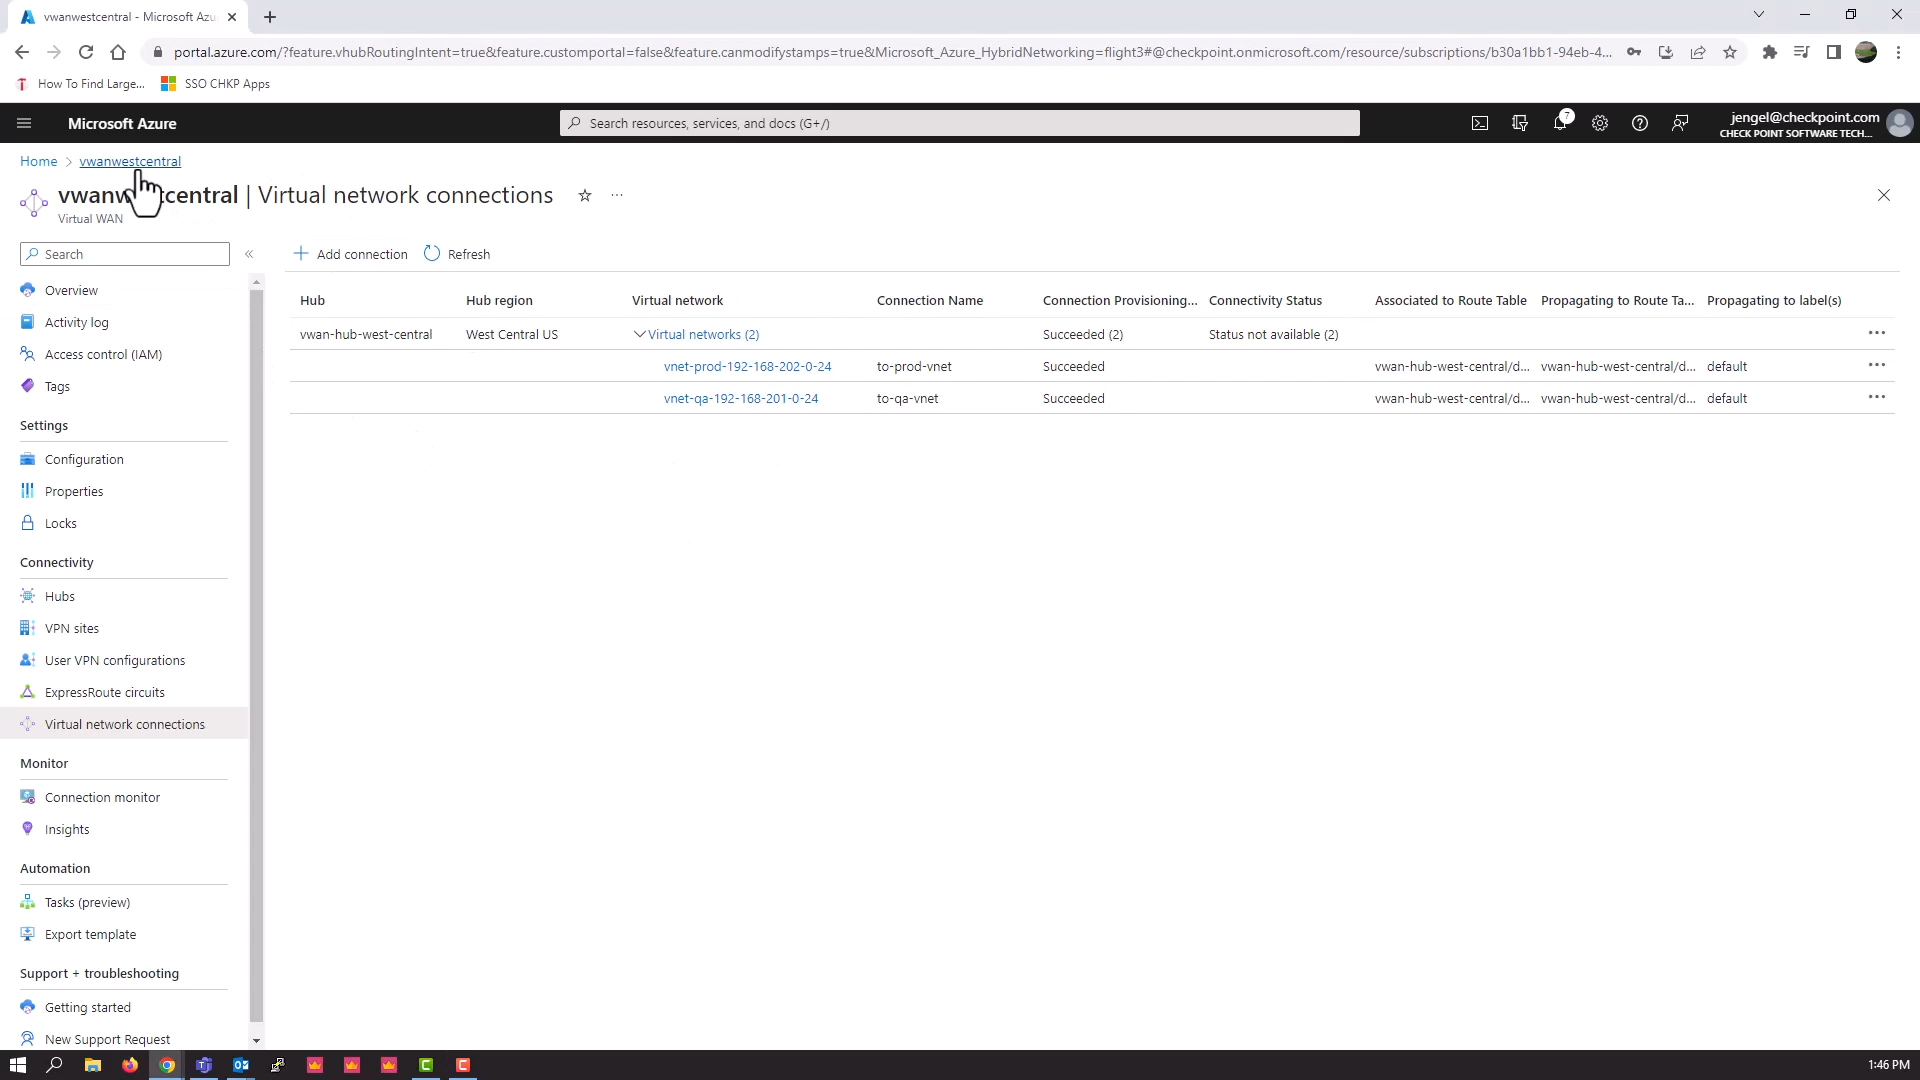 vwanwestcentral - Microsoft Azu
portal.azure.com/?feature.vhubRoutingIntent=true&feature.customportal=false&feature.canmodifystamps=true&Microsoft_Azure_HybridNetworking=flight3#@checkpoint.onmicrosoft.com/resource/subscriptions/b30a1bb1-94eb-4...
How To Find Large... SSO CHKP Apps
Microsoft Azure Search resources, services, and docs (G+/) 7 jengel@checkpoint.com
CHECK POINT SOFTWARE TECH...
Home > vwanwestcentral
| Virtual network connections
Virtual WAN
Search « + Add connection Refresh
Overview
Activity log
Access control (IAM)
Tags
Settings
Configuration
Properties
Locks
Connectivity
Hubs
VPN sites
User VPN configurations
ExpressRoute circuits
Virtual network connections
Monitor
Connection monitor
Insights
Automation
Tasks (preview)
Export template
Support + troubleshooting
Getting started
New Support Request
Hub Hub region Virtual network Connection Name Connection Provisioning... Connectivity Status Associated to Route Table Propagating to Route Ta... Propagating to label(s)
vwan-hub-west-central West Central US Virtual networks (2) Succeeded (2) Status not available (2)
vnet-prod-192-168-202-0-24 to-prod-vnet Succeeded vwan-hub-west-central/d... vwan-hub-west-central/d... default
vnet-qa-192-168-201-0-24 to-qa-vnet Succeeded vwan-hub-west-central/d... vwan-hub-west-central/d... default
1:46 PM